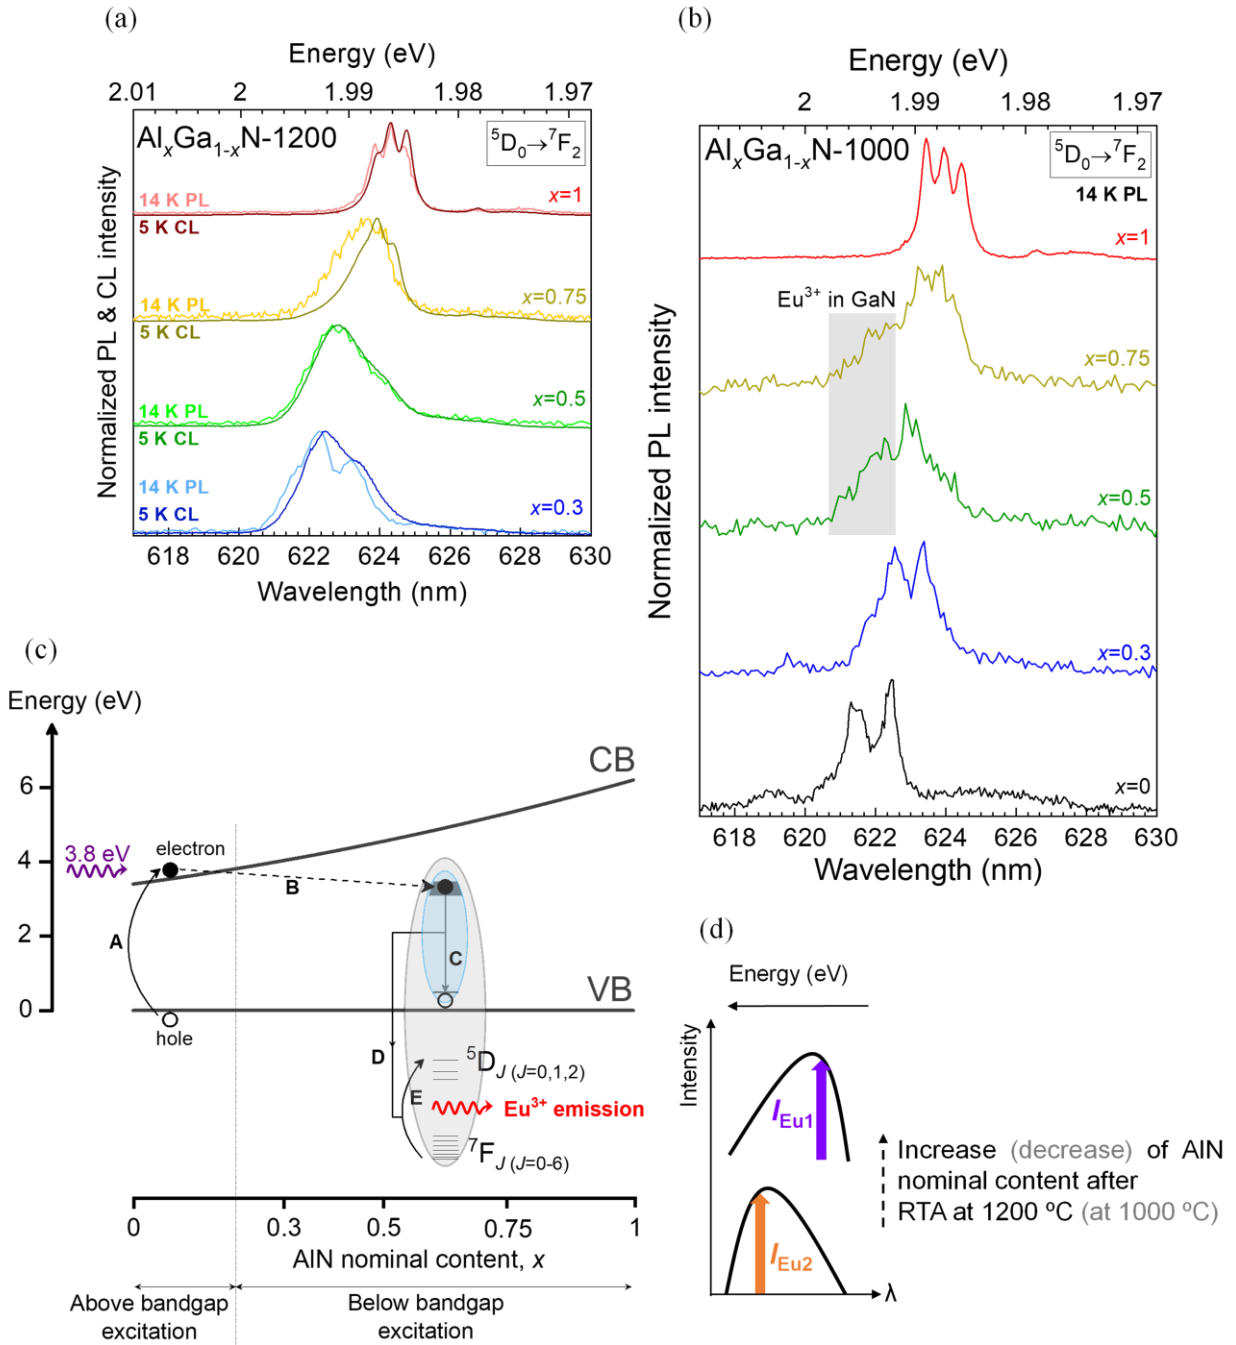 (a)
Energy (eV)
2.01 2 1.99 1.98 1.97
AlxGa1-xN-1200
⁵D₀→⁷F₂
14 K PL
5 K CL
x=1
14 K PL
5 K CL
x=0.75
14 K PL
5 K CL
x=0.5
14 K PL
5 K CL
x=0.3
Normalized PL & CL intensity
618 620 622 624 626 628 630
Wavelength (nm)
(b)
Energy (eV)
2 1.99 1.98 1.97
AlxGa1-xN-1000
⁵D₀→⁷F₂
14 K PL
x=1
Eu³⁺ in GaN
x=0.75
x=0.5
x=0.3
x=0
Normalized PL intensity
618 620 622 624 626 628 630
Wavelength (nm)
(c)
Energy (eV)
6
4
2
0
3.8 eV
electron
CB
A
B
C
VB
hole
D
E
⁵DJ (J=0,1,2)
Eu³⁺ emission
⁷FJ (J=0-6)
0 0.3 0.5 0.75 1
AlN nominal content, x
Above bandgap
excitation
Below bandgap
excitation
(d)
Energy (eV)
Intensity
IEu1
IEu2
λ
Increase (decrease) of AlN
nominal content after
RTA at 1200 ºC (at 1000 ºC)